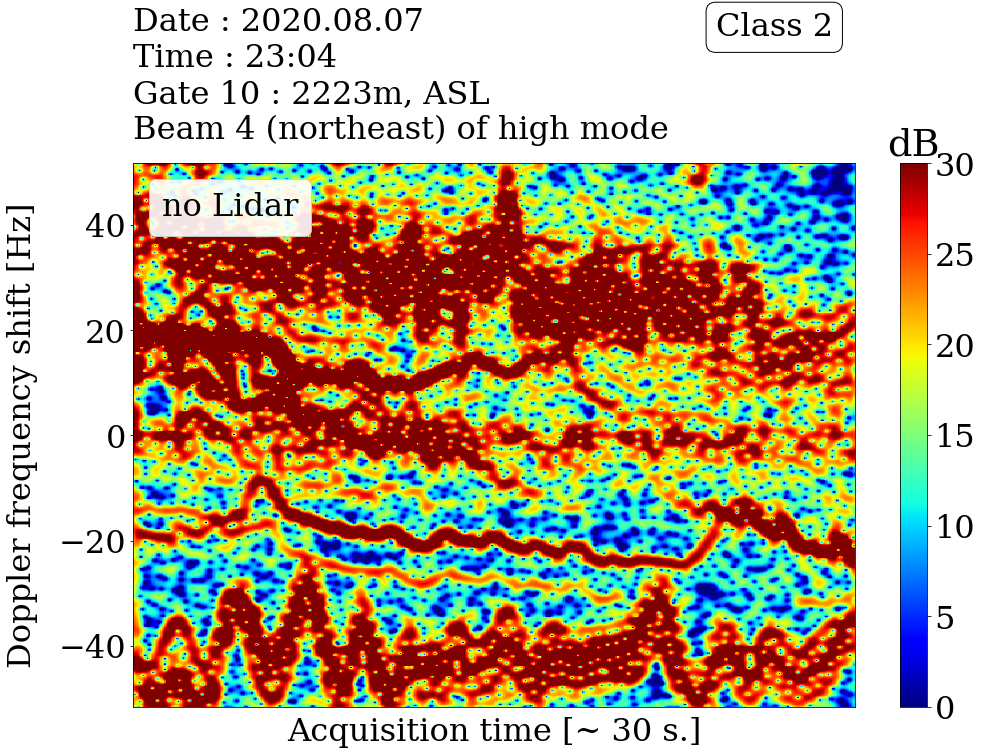 Date : 2020.08.07
Time : 23:04
Gate 10 : 2223m, ASL
Beam 4 (northeast) of high mode
Class 2
no Lidar
Doppler frequency shift [Hz]
40
20
0
−20
−40
Acquisition time [~ 30 s.]
dB
30
25
20
15
10
5
0